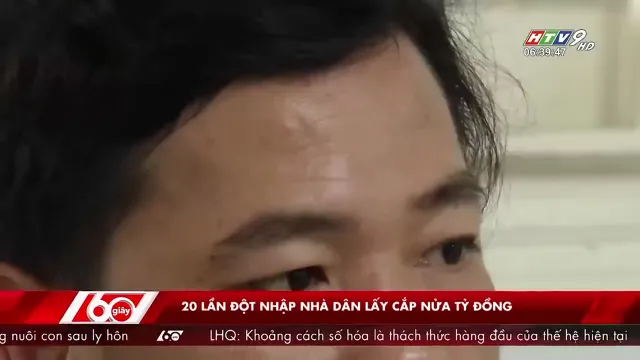 HTV9 HD
06:39:47
60 giây
20 LẦN ĐỘT NHẬP NHÀ DÂN LẤY CẮP NỬA TỶ ĐỒNG
g nuôi con sau ly hôn 60 giây LHQ: Khoảng cách số hóa là thách thức hàng đầu của thế hệ hiện tại